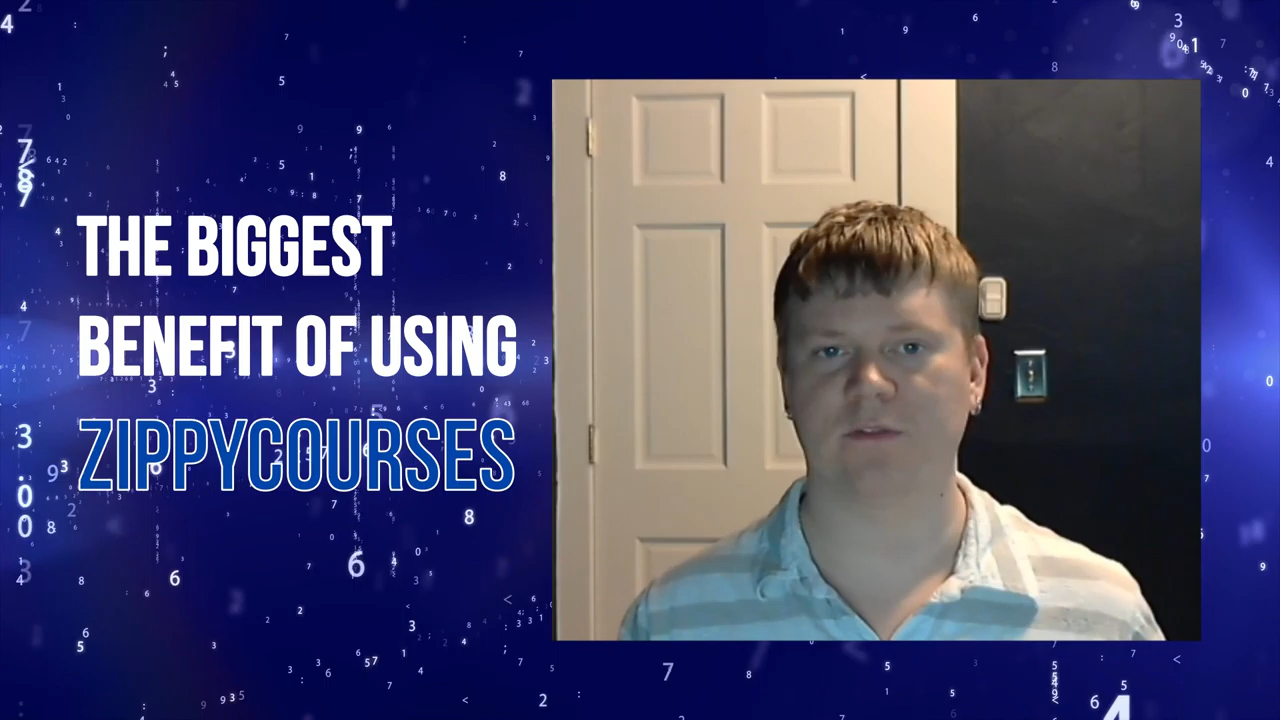 THE BIGGEST
BENEFIT OF USING
ZIPPYCOURSES